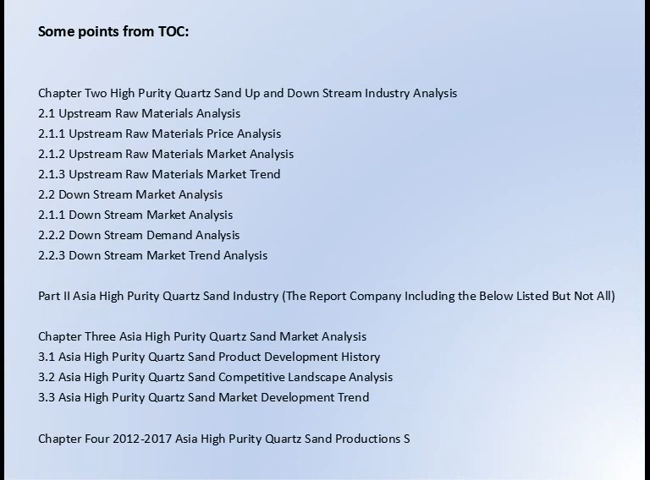 Some points from TOC:
Chapter Two High Purity Quartz Sand Up and Down Stream Industry Analysis
2.1 Upstream Raw Materials Analysis
2.1.1 Upstream Raw Materials Price Analysis
2.1.2 Upstream Raw Materials Market Analysis
2.1.3 Upstream Raw Materials Market Trend
2.2 Down Stream Market Analysis
2.1.1 Down Stream Market Analysis
2.2.2 Down Stream Demand Analysis
2.2.3 Down Stream Market Trend Analysis
Part II Asia High Purity Quartz Sand Industry (The Report Company Including the Below Listed But Not All)
Chapter Three Asia High Purity Quartz Sand Market Analysis
3.1 Asia High Purity Quartz Sand Product Development History
3.2 Asia High Purity Quartz Sand Competitive Landscape Analysis
3.3 Asia High Purity Quartz Sand Market Development Trend
Chapter Four 2012-2017 Asia High Purity Quartz Sand Productions S